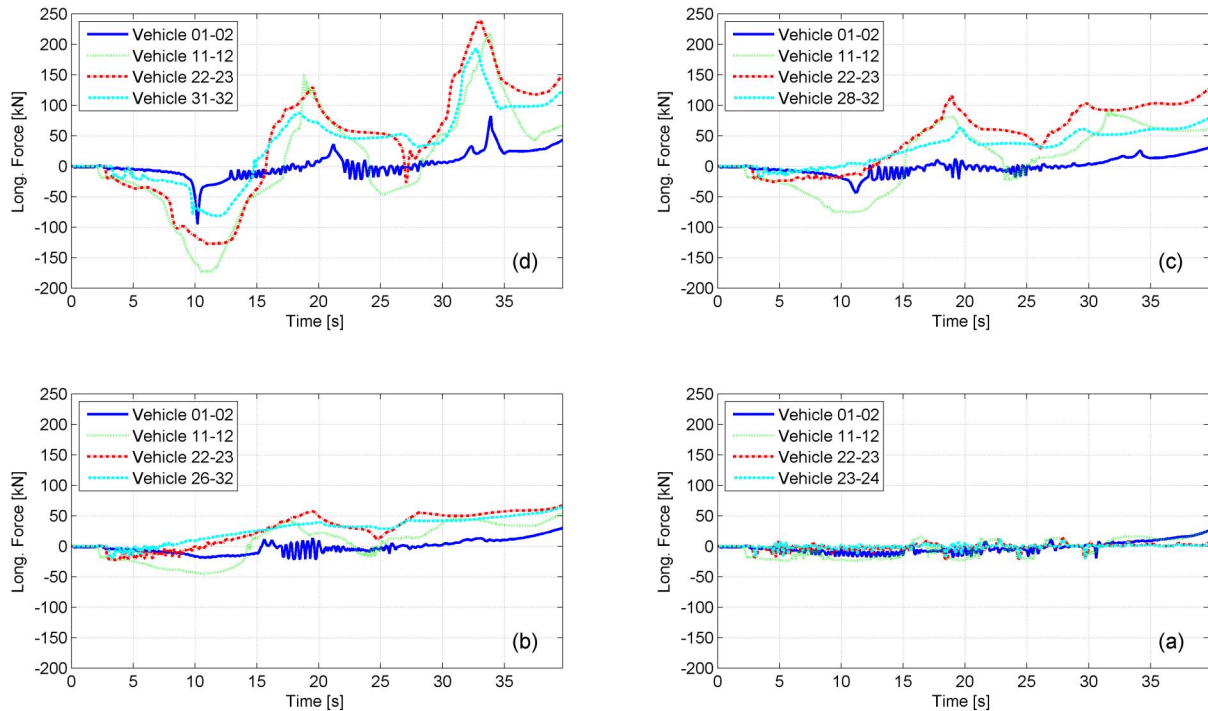 250
200
150
100
50
0
-50
-100
-150
-200
Long. Force [kN]
Vehicle 01-02
Vehicle 11-12
Vehicle 22-23
Vehicle 31-32
(d)
0 5 10 15 20 25 30 35
Time [s]
250
200
150
100
50
0
-50
-100
-150
-200
Long. Force [kN]
Vehicle 01-02
Vehicle 11-12
Vehicle 22-23
Vehicle 28-32
(c)
0 5 10 15 20 25 30 35
Time [s]
250
200
150
100
50
0
-50
-100
-150
-200
Long. Force [kN]
Vehicle 01-02
Vehicle 11-12
Vehicle 22-23
Vehicle 26-32
(b)
0 5 10 15 20 25 30 35
Time [s]
250
200
150
100
50
0
-50
-100
-150
-200
Long. Force [kN]
Vehicle 01-02
Vehicle 11-12
Vehicle 22-23
Vehicle 23-24
(a)
0 5 10 15 20 25 30 35
Time [s]